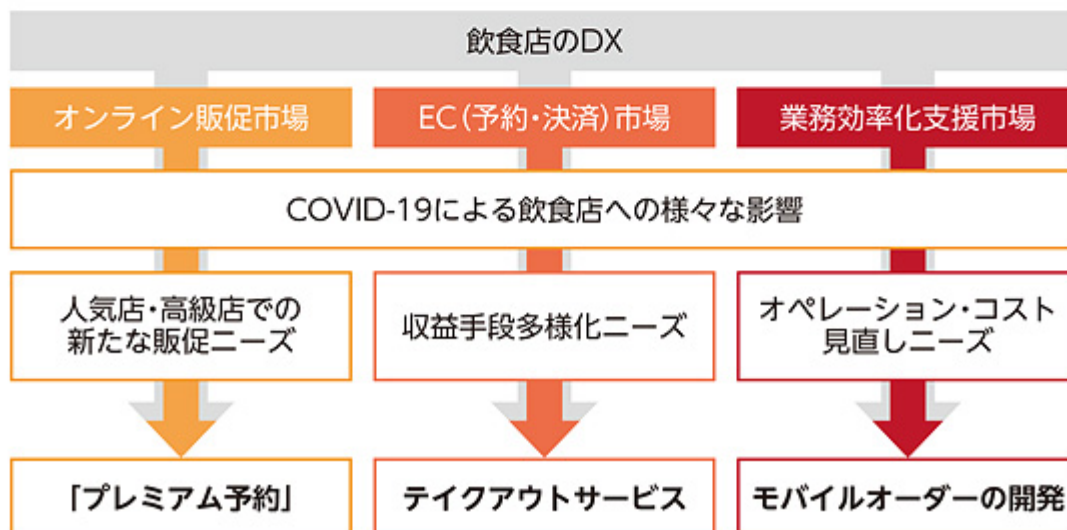 飲食店のDX
オンライン販促市場
EC(予約・決済)市場
業務効率化支援市場
COVID-19による飲食店への様々な影響
人気店・高級店での
新たな販促ニーズ
収益手段多様化ニーズ
オペレーション・コスト
見直しニーズ
「プレミアム予約」
テイクアウトサービス
モバイルオーダーの開発